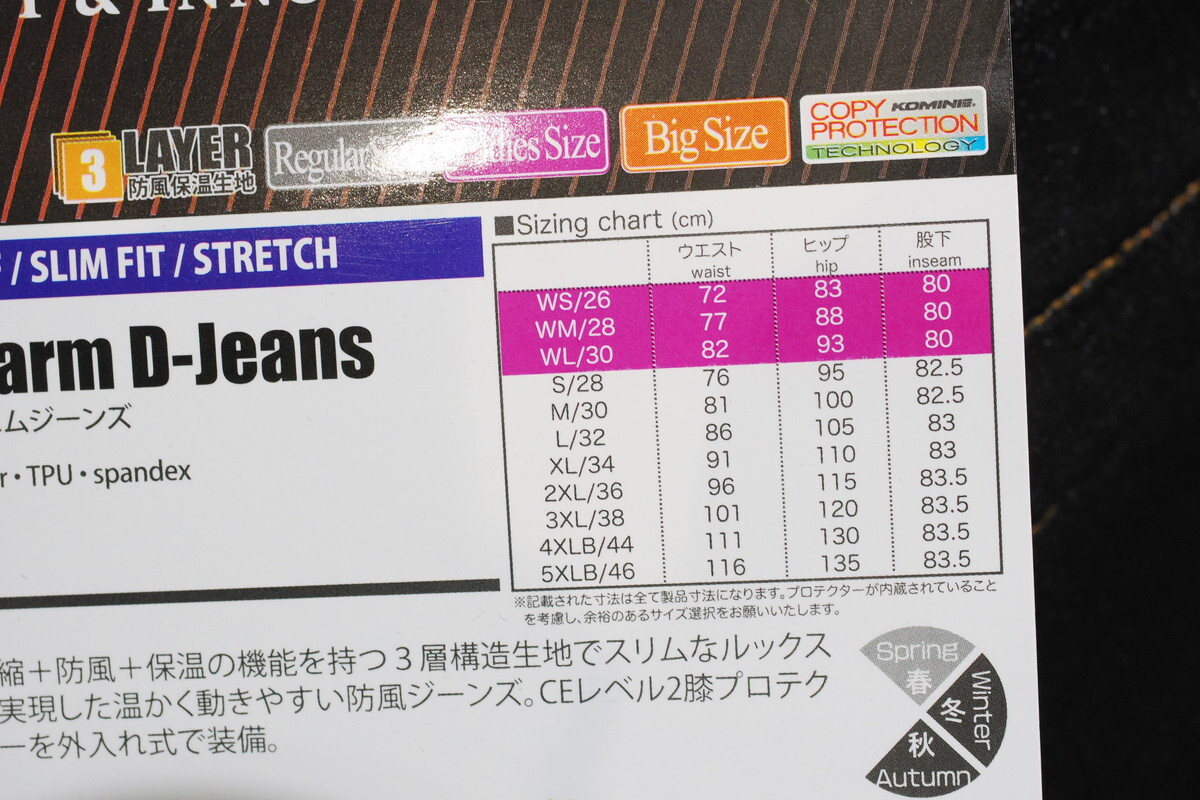 & INNO
3 LAYER
防風保温生地
Regular
Size
Big Size
COPY KOMINE
PROTECTION
TECHNOLOGY
/ SLIM FIT / STRETCH
arm D-Jeans
ムジーンズ
r・TPU・spandex
■Sizing chart (cm)
ウエスト ヒップ 股下
waist hip inseam
WS/26 72 83 80
WM/28 77 88 80
WL/30 82 93 80
S/28 76 95 82.5
M/30 81 100 82.5
L/32 86 105 83
XL/34 91 110 83
2XL/36 96 115 83.5
3XL/38 101 120 83.5
4XLB/44 111 130 83.5
5XLB/46 116 135 83.5
※記載された寸法は全て製品寸法になります。プロテクターが内蔵されていること
を考慮し、余裕のあるサイズ選択をお願いいたします。
縮＋防風＋保温の機能を持つ3層構造生地でスリムなルックス
実現した温かく動きやすい防風ジーンズ。CEレベル2膝プロテク
ーを外入れ式で装備。
Spring
春
Winter
冬
秋
Autumn